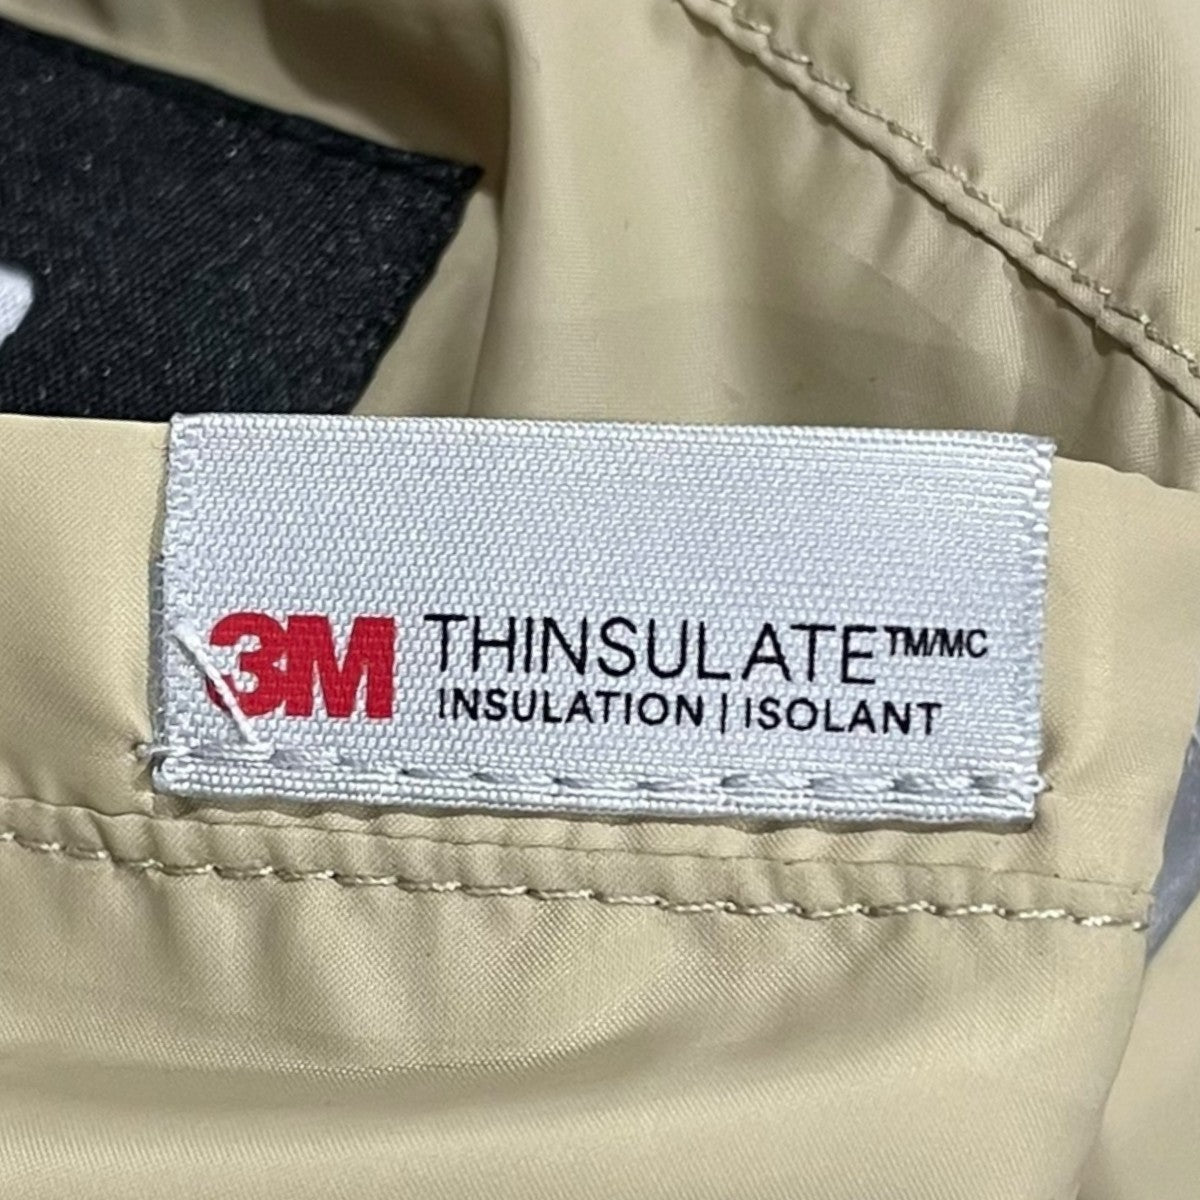 3M THINSULATE™/MC
INSULATION | ISOLANT